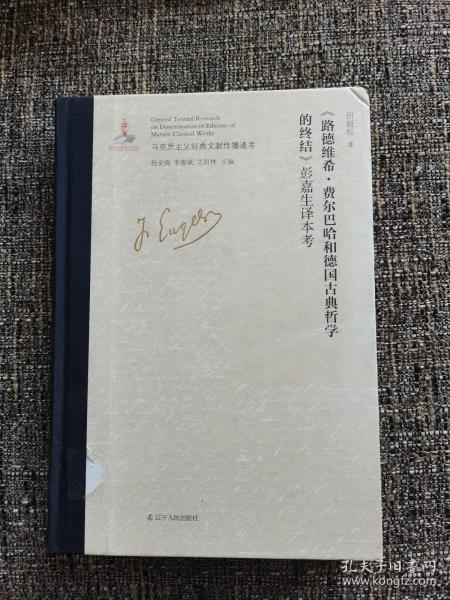 General Textual Research
on Dissemination of Editions of
Marxist Classical Works
马克思主义经典文献传播通考
杨金海 李惠斌 艾四林 主编
《路德维希·费尔巴哈和德国古典哲学
的终结》彭嘉生译本考
田毅松 著
F. Engels
辽宁人民出版社
孔夫子旧书网
www.kongfz.com